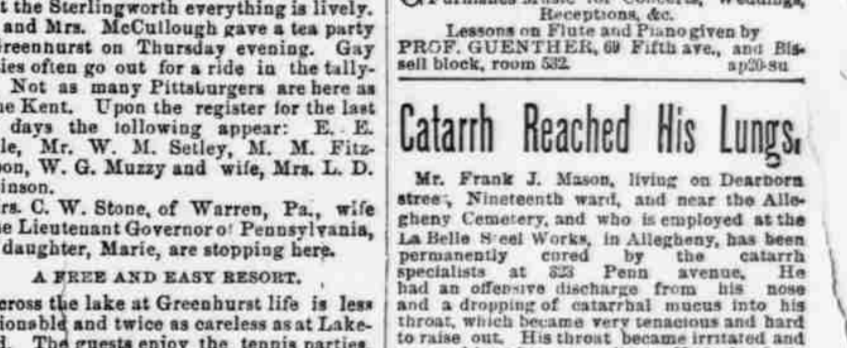 t the Sterlingworth everything is lively.
and Mrs. McCullough gave a tea party
reenhurst on Thursday evening. Gay
ies often go out for a ride in the tally-
Not as many Pittsburgers are here as
e Kent. Upon the register for the last
days the following appear: E. E.
le, Mr. W. M. Setley, M. M. Fitz-
on, W. G. Muzzy and wife, Mrs. L. D.
inson.
rs. C. W. Stone, of Warren, Pa., wife
e Lieutenant Governor of Pennsylvania,
daughter, Marie, are stopping here.
A FREE AND EASY RESORT.
cross the lake at Greenhurst life is less
ionable and twice as careless as at Lake-
d. The guests enjoy the tennis parties,
Furnishes Music for Concerts, Weddings,
Receptions, &c.
Lessons on Flute and Piano given by
PROF. GUENTHER, 69 Fifth ave., and Bis-
sell block, room 532. ap20-su
Catarrh Reached His Lungs.
Mr. Frank J. Mason, living on Dearborn
street, Nineteenth ward, and near the Alle-
gheny Cemetery, and who is employed at the
La Belle Steel Works, in Allegheny, has been
permanently cored by the catarrh
specialists at 323 Penn avenue. He
had an offensive discharge from his nose
and a dropping of catarrhal mucus into his
throat, which became very tenacious and hard
to raise out. His throat became irritated and